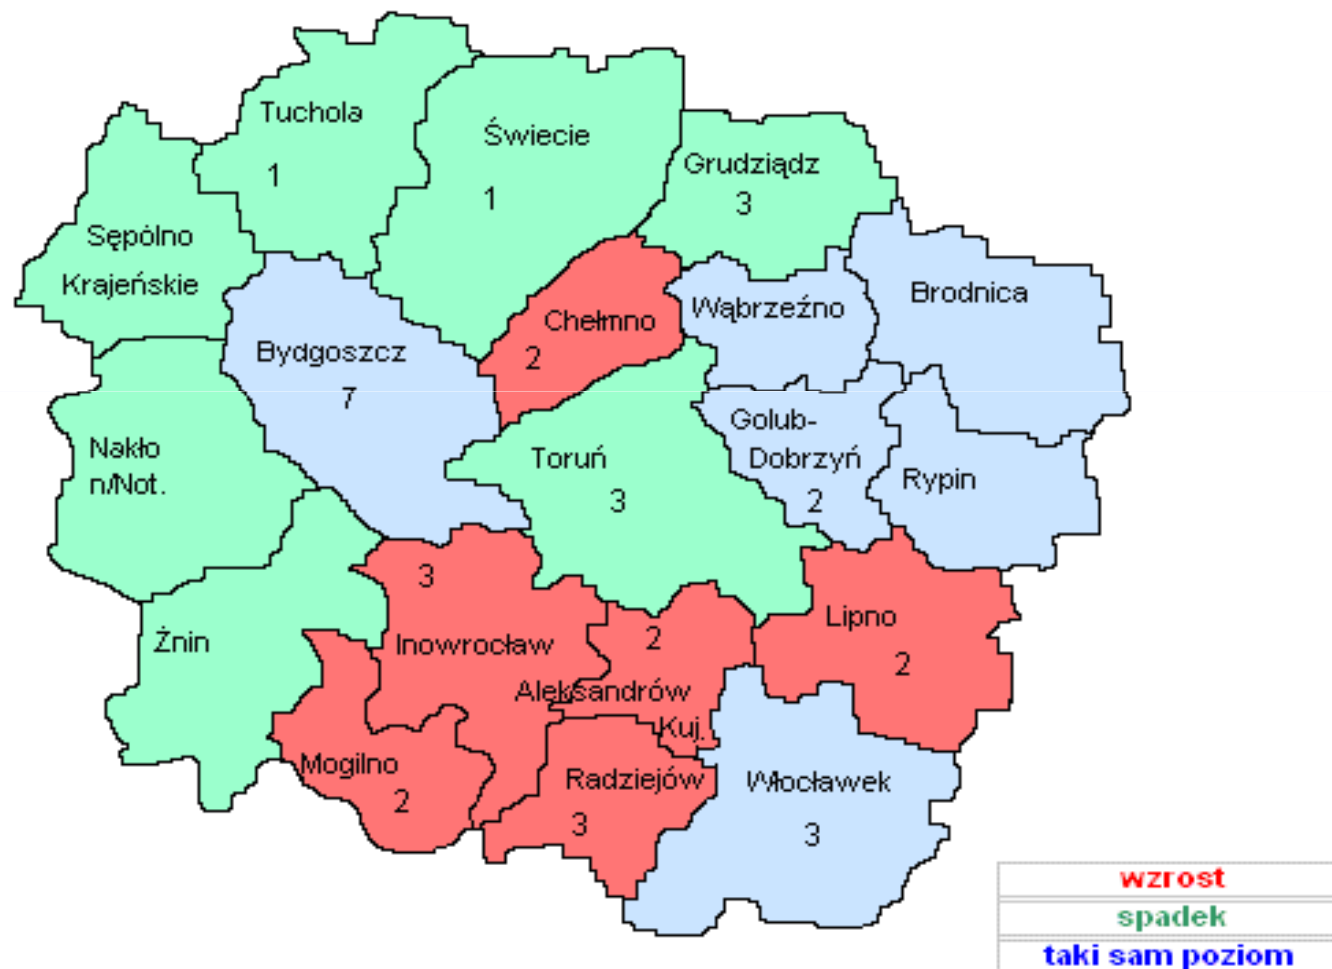 Tuchola
1
Świecie
1
Grudziądz
3
Sępólno
Krajeńskie
Bydgoszcz
7
Chełmno
2
Wąbrzeźno
Brodnica
Nakło
n/Not.
Toruń
3
Golub-
Dobrzyń
2
Rypin
Żnin
3
Inowrocław
2
Aleksandrów
Kuj.
Lipno
2
Mogilno
2
Radziejów
3
Włocławek
3
wzrost
spadek
taki sam poziom